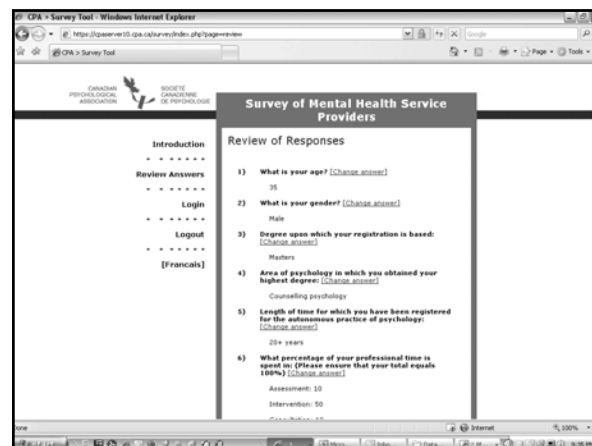 CPA > Survey Tool - Windows Internet Explorer
https://cpaserver10.cpa.ca/survey/index.php?page=review
Google
CPA > Survey Tool
Page
Tools
CANADIAN PSYCHOLOGICAL ASSOCIATION
SOCIÉTÉ CANADIENNE DE PSYCHOLOGIE
Survey of Mental Health Service
Providers
Introduction
Review Answers
Login
Logout
[Francais]
Review of Responses
1) What is your age? [Change answer]
35
2) What is your gender? [Change answer]
Male
3) Degree upon which your registration is based:
[Change answer]
Masters
4) Area of psychology in which you obtained your
highest degree: [Change answer]
Counselling psychology
5) Length of time for which you have been registered
for the autonomous practice of psychology:
[Change answer]
20+ years
6) What percentage of your professional time is
spent in: (Please ensure that your total equals
100%) [Change answer]
Assessment: 10
Intervention: 50
Internet
100%